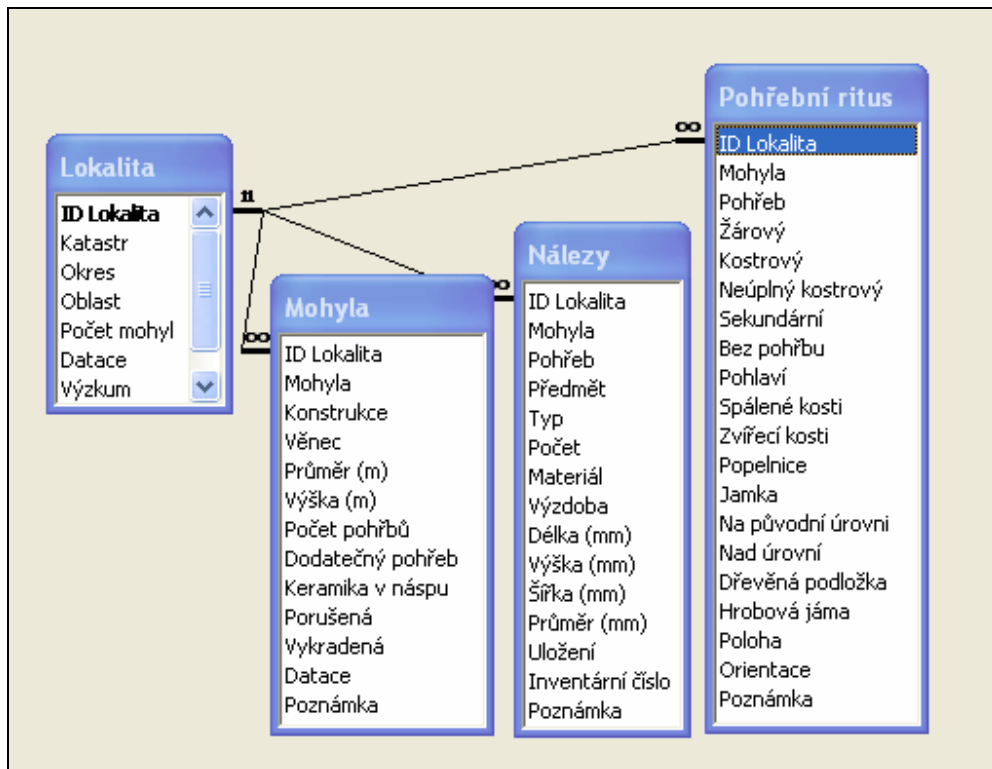 Lokalita
ID Lokalita
Katastr
Okres
Oblast
Počet mohyl
Datace
Výzkum
11
∞
Mohyla
ID Lokalita
Mohyla
Konstrukce
Věnec
Průměr (m)
Výška (m)
Počet pohřbů
Dodatečný pohřeb
Keramika v náspu
Porušená
Vykradená
Datace
Poznámka
∞
Nálezy
ID Lokalita
Mohyla
Pohřeb
Předmět
Typ
Počet
Materiál
Výzdoba
Délka (mm)
Výška (mm)
Šířka (mm)
Průměr (mm)
Uložení
Inventární číslo
Poznámka
∞
Pohřební ritus
ID Lokalita
Mohyla
Pohřeb
Žárový
Kostrový
Neúplný kostrový
Sekundární
Bez pohřbu
Pohlaví
Spálené kosti
Zvířecí kosti
Popelnice
Jamka
Na původní úrovni
Nad úrovní
Dřevěná podložka
Hrobová jáma
Poloha
Orientace
Poznámka